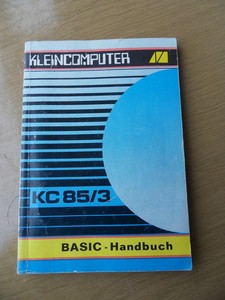 KLEINCOMPUTER
KC 85/3
BASIC - Handbuch